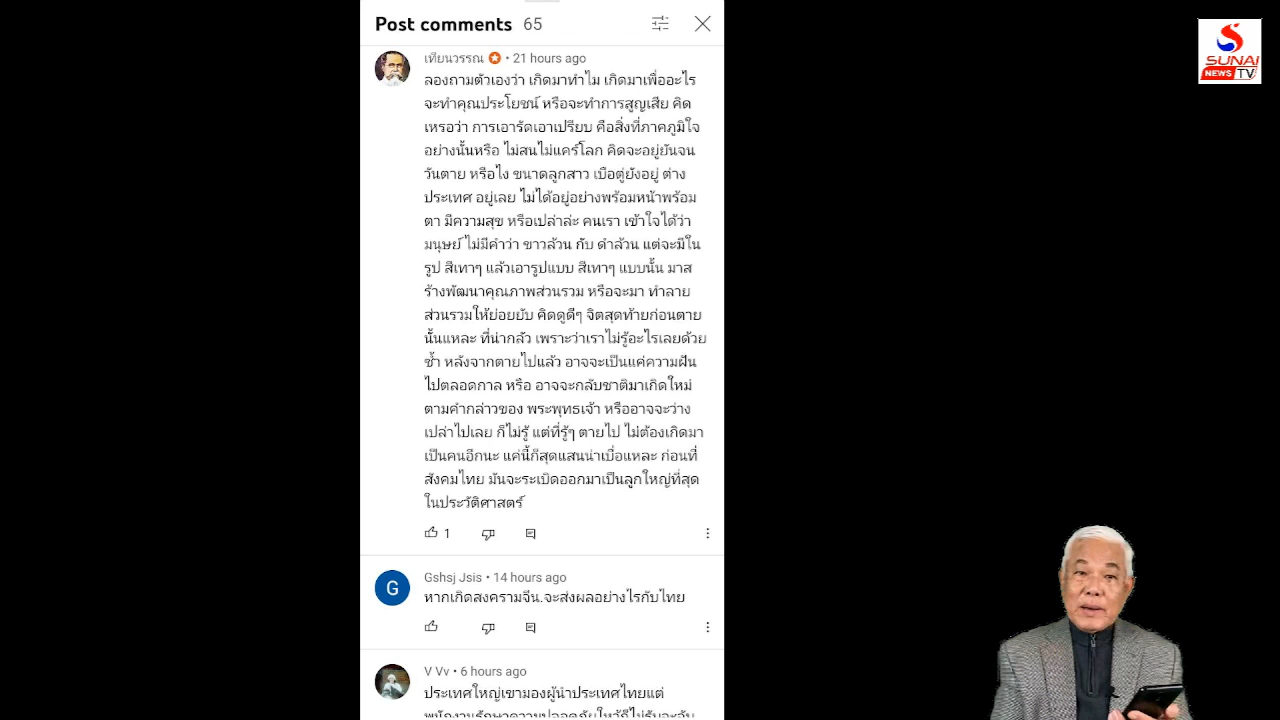 Post comments 65
SUNAI
NEWS TV
เทียนวรรณ • 21 hours ago
ลองถามตัวเองว่า เกิดมาทำไม เกิดมาเพื่ออะไร
จะทำคุณประโยชน์ หรือจะทำการสูญเสีย คิด
เหรอว่า การเอารัดเอาเปรียบ คือสิ่งที่ภาคภูมิใจ
อย่างนั้นหรือ ไม่สนไม่แคร์โลก คิดจะอยู่ยันจน
วันตาย หรือไง ขนาดลูกสาว เบือตู่ยังอยู่ ต่าง
ประเทศ อยู่เลย ไม่ได้อยู่อย่างพร้อมหน้าพร้อม
ตา มีความสุข หรือเปล่าล่ะ คนเรา เข้าใจได้ว่า
มนุษย์ ไม่มีคำว่า ขาวล้วน กับ ดำล้วน แต่จะมีใน
รูป สีเทาๆ แล้วเอารูปแบบ สีเทาๆ แบบนั้น มาส
ร้างพัฒนาคุณภาพส่วนรวม หรือจะมา ทำลาย
ส่วนรวมให้ย่อยยับ คิดดูดีๆ จิตสุดท้ายก่อนตาย
นั้นแหละ ที่น่ากลัว เพราะว่าเราไม่รู้อะไรเลยด้วย
ซ้ำ หลังจากตายไปแล้ว อาจจะเป็นแค่ความฝัน
ไปตลอดกาล หรือ อาจจะกลับชาติมาเกิดใหม่
ตามคำกล่าวของ พระพุทธเจ้า หรืออาจจะว่าง
เปล่าไปเลย ก็ไม่รู้ แต่ที่รู้ๆ ตายไป ไม่ต้องเกิดมา
เป็นคนอีกนะ แค่นี้ก็สุดแสนน่าเบื่อแหละ ก่อนที่
สังคมไทย มันจะระเบิดออกมาเป็นลูกใหญ่ที่สุด
ในประวัติศาสตร์
1
G
Gshsj Jsis • 14 hours ago
หากเกิดสงครามจีน.จะส่งผลอย่างไรกับไทย
V Vv • 6 hours ago
ประเทศใหญ่เขามองผู้นำประเทศไทยแต่